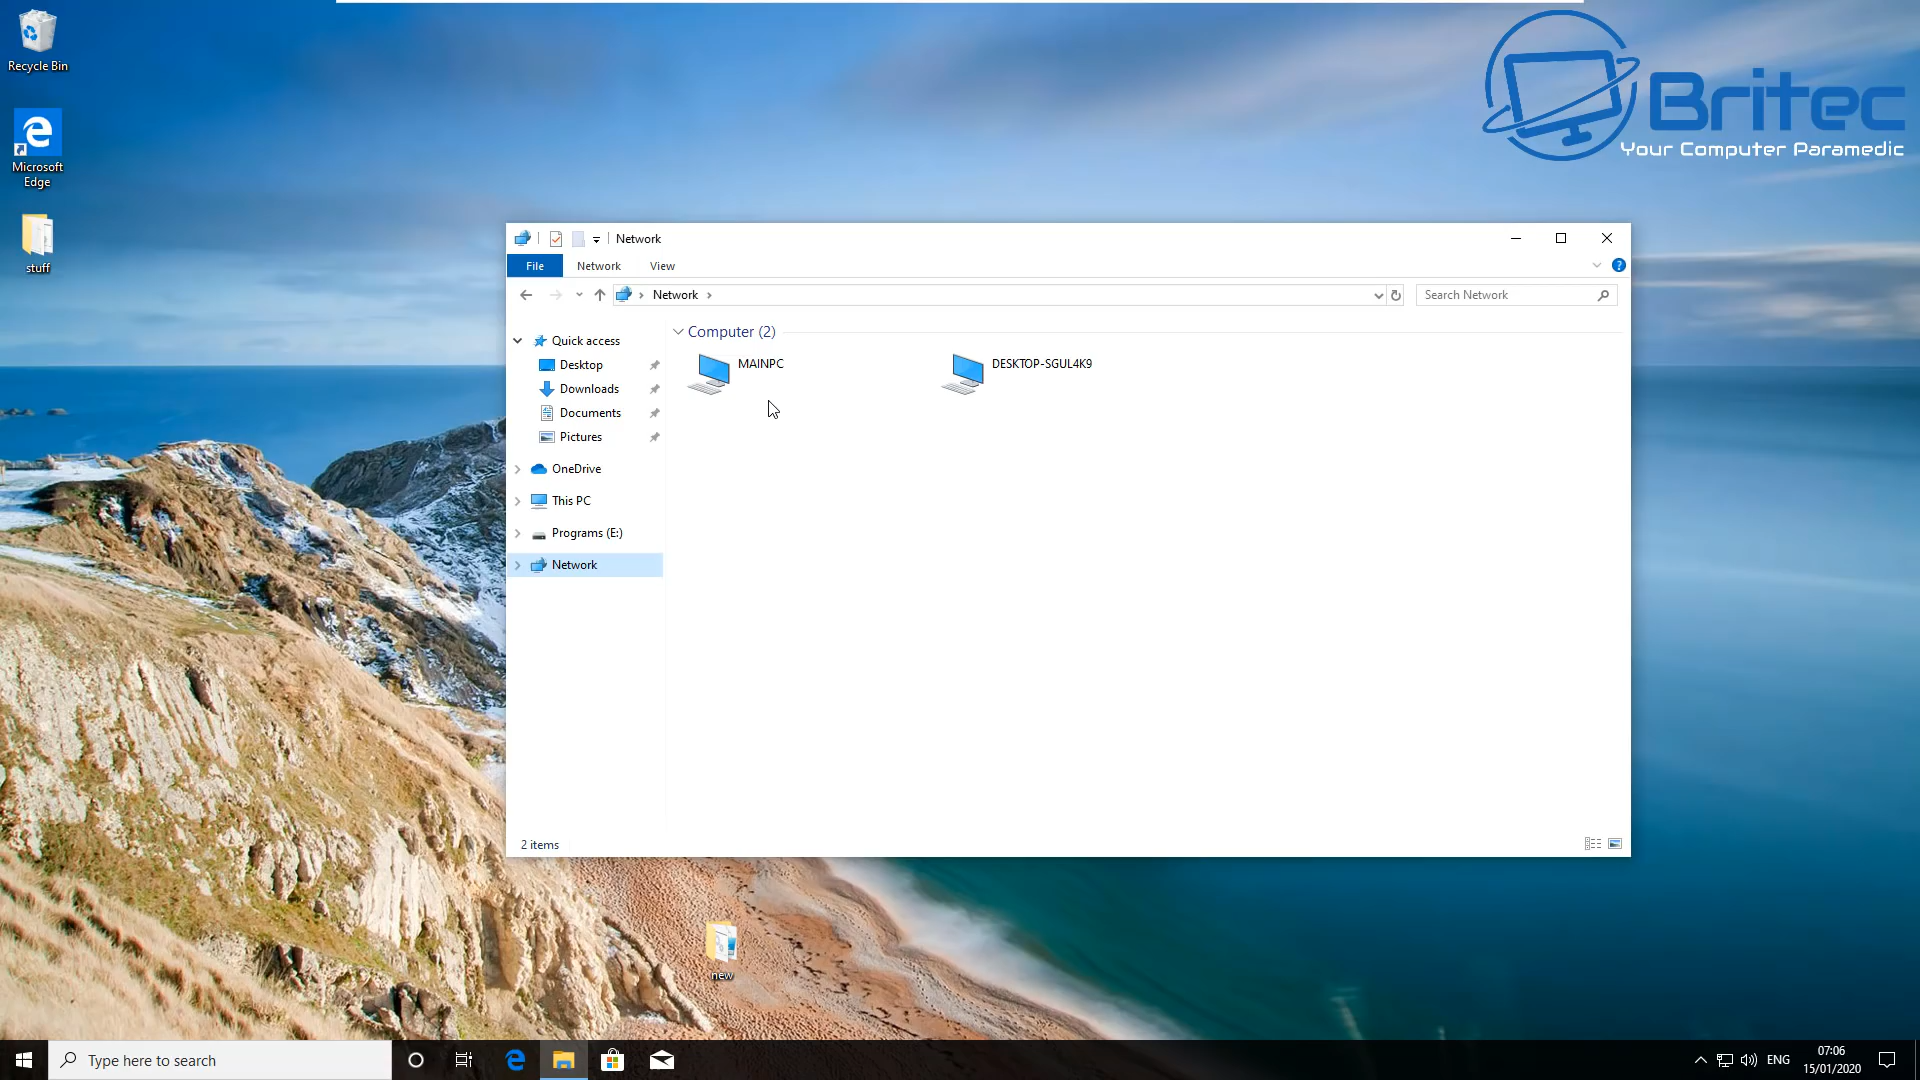 Recycle Bin
Microsoft
Edge
stuff
Britec
Your Computer Paramedic
Network
File
Network
View
Network
Search Network
Quick access
Desktop
Downloads
Documents
Pictures
OneDrive
This PC
Programs (E:)
Network
Computer (2)
MAINPC
DESKTOP-SGUL4K9
2 items
new
Type here to search
ENG
07:06
15/01/2020